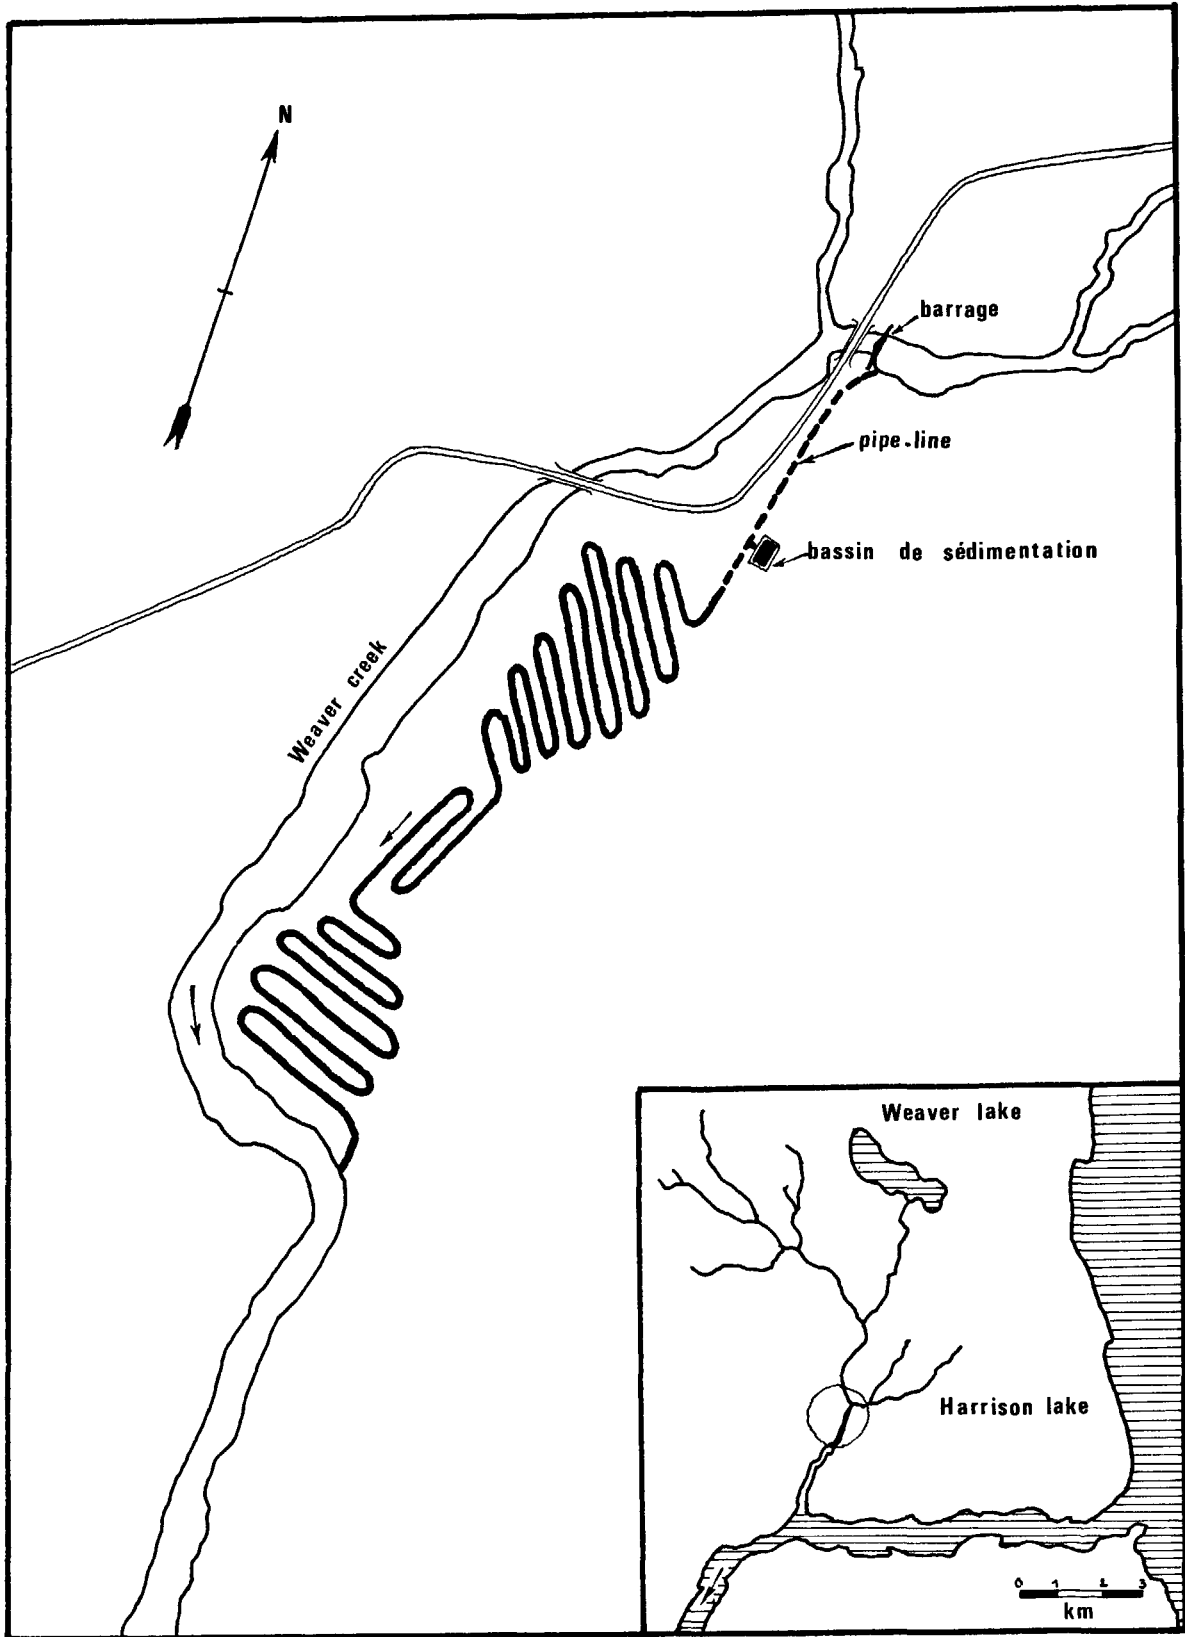 N
barrage
pipe-line
bassin de sédimentation
Weaver creek
Weaver lake
Harrison lake
0 1 2 3
km